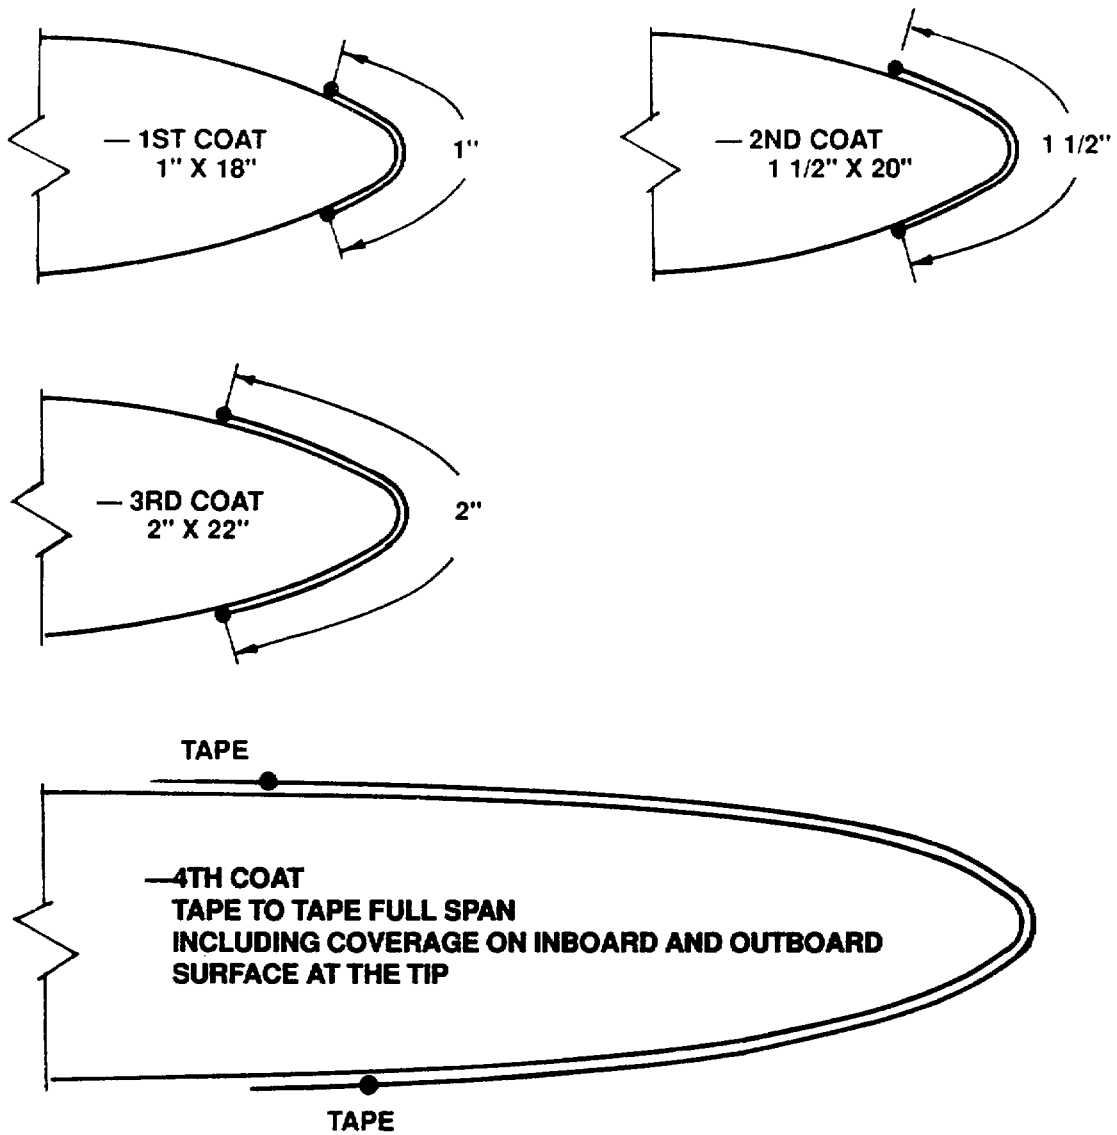 — 1ST COAT
1" X 18"
1"
— 2ND COAT
1 1/2" X 20"
1 1/2"
— 3RD COAT
2" X 22"
2"
TAPE
—4TH COAT
TAPE TO TAPE FULL SPAN
INCLUDING COVERAGE ON INBOARD AND OUTBOARD
SURFACE AT THE TIP
TAPE